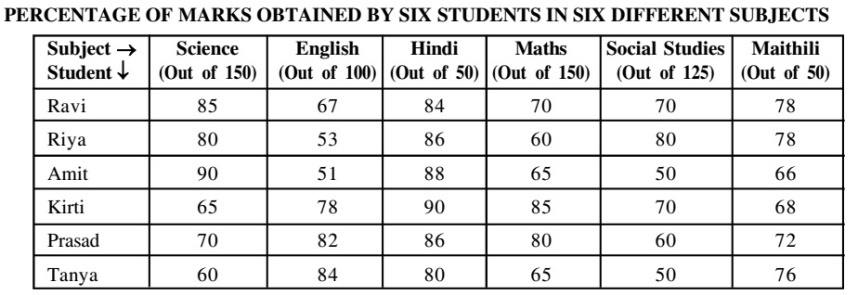 PERCENTAGE OF MARKS OBTAINED BY SIX STUDENTS IN SIX DIFFERENT SUBJECTS
Subject → Science English Hindi Maths Social Studies Maithili
Student ↓ (Out of 150) (Out of 100) (Out of 50) (Out of 150) (Out of 125) (Out of 50)
Ravi 85 67 84 70 70 78
Riya 80 53 86 60 80 78
Amit 90 51 88 65 50 66
Kirti 65 78 90 85 70 68
Prasad 70 82 86 80 60 72
Tanya 60 84 80 65 50 76